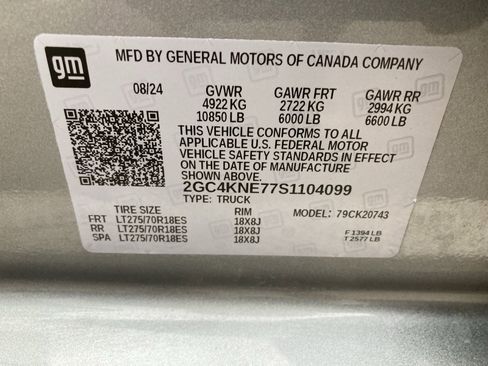 gm
MFD BY GENERAL MOTORS OF CANADA COMPANY
08/24 GVWR GAWR FRT GAWR RR
4922 KG 2722 KG 2994 KG
10850 LB 6000 LB 6600 LB
THIS VEHICLE CONFORMS TO ALL
APPLICABLE U.S. FEDERAL MOTOR
VEHICLE SAFETY STANDARDS IN EFFECT
ON THE DATE OF MANUFACTURE
SHOWN ABOVE.
2GC4KNE77S1104099
TYPE: TRUCK
TIRE SIZE RIM MODEL: 79CK20743
FRT LT275/70R18ES 18X8J
RR LT275/70R18ES 18X8J F 1394 LB
SPA LT275/70R18ES 18X8J T 2577 LB